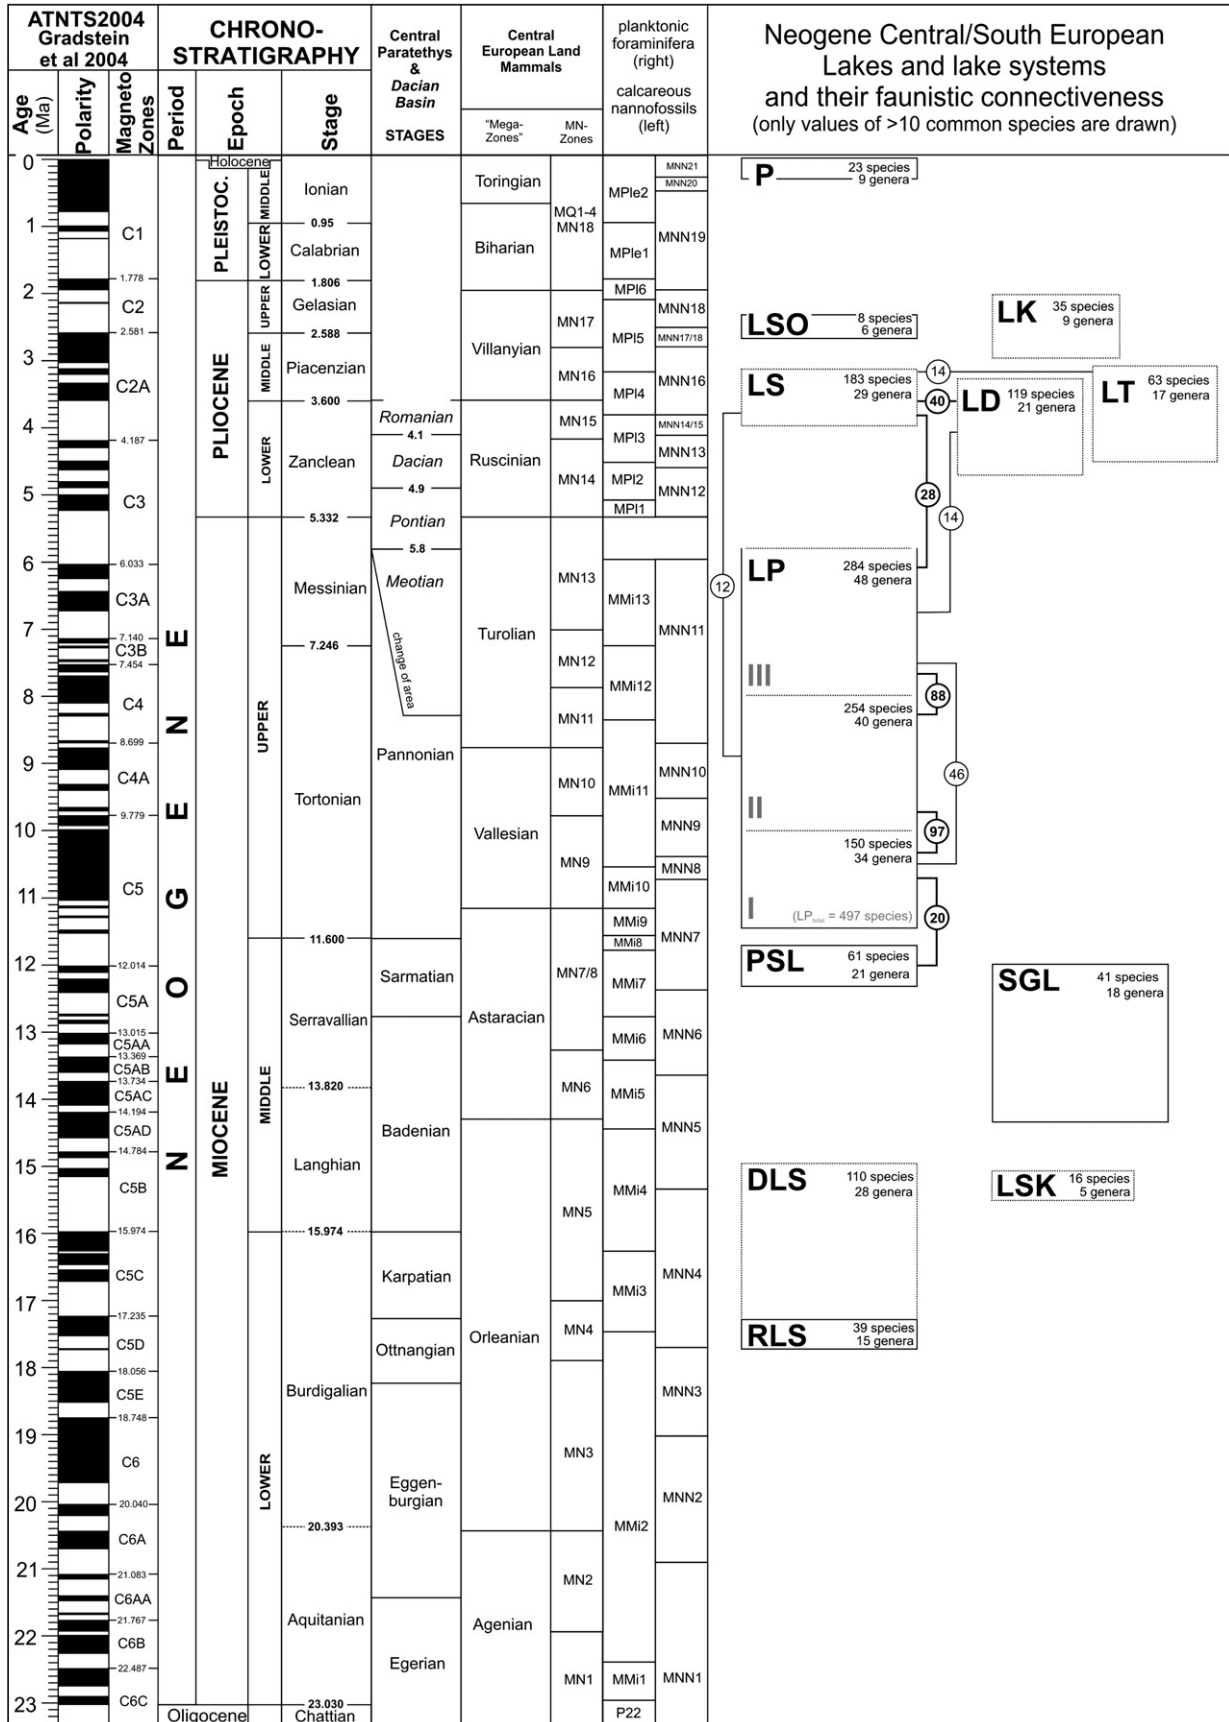 ATNTS2004
Gradstein
et al 2004
Age
(Ma)
Polarity
Magneto
Zones
CHRONO-
STRATIGRAPHY
Period
Epoch
Stage
Central
Paratethys
&
Dacian
Basin
STAGES
Central
European Land
Mammals
"Mega-
Zones"
MN-
Zones
planktonic
foraminifera
(right)
calcareous
nannofossils
(left)
Neogene Central/South European
Lakes and lake systems
and their faunistic connectiveness
(only values of >10 common species are drawn)
0
1
2
3
4
5
6
7
8
9
10
11
12
13
14
15
16
17
18
19
20
21
22
23
C1
1.778
C2
2.581
C2A
4.187
C3
6.033
C3A
7.140
C3B
7.454
C4
8.699
C4A
9.779
C5
12.014
C5A
13.015
C5AA
13.369
C5AB
13.734
C5AC
14.194
C5AD
14.784
C5B
15.974
C5C
17.235
C5D
18.056
C5E
18.748
C6
20.040
C6A
21.083
C6AA
21.767
C6B
22.487
C6C
NEOGENE
Oligocene
Holocene
PLEISTOC.
PLIOCENE
MIOCENE
MIDDLE
LOWER
UPPER
MIDDLE
LOWER
UPPER
MIDDLE
LOWER
Ionian
0.95
Calabrian
1.806
Gelasian
2.588
Piacenzian
3.600
Zanclean
5.332
Messinian
7.246
Tortonian
11.600
Serravallian
13.820
Langhian
15.974
Burdigalian
20.393
Aquitanian
23.030
Chattian
Romanian
4.1
Dacian
4.9
Pontian
5.8
Meotian
change of area
Pannonian
Sarmatian
Badenian
Karpatian
Ottnangian
Eggen-
burgian
Egerian
Toringian
Biharian
Villanyian
Ruscinian
Turolian
Vallesian
Astaracian
Orleanian
Agenian
MQ1-4
MN18
MN17
MN16
MN15
MN14
MN13
MN12
MN11
MN10
MN9
MN7/8
MN6
MN5
MN4
MN3
MN2
MN1
MPle2
MPle1
MPl6
MPl5
MPl4
MPl3
MPl2
MPl1
MMi13
MMi12
MMi11
MMi10
MMi9
MMi8
MMi7
MMi6
MMi5
MMi4
MMi3
MMi2
MMi1
P22
MNN21
MNN20
MNN19
MNN18
MNN17/18
MNN16
MNN14/15
MNN13
MNN12
MNN11
MNN10
MNN9
MNN8
MNN7
MNN6
MNN5
MNN4
MNN3
MNN2
MNN1
P
23 species
9 genera
LSO
8 species
6 genera
LK
35 species
9 genera
LS
183 species
29 genera
14
40
LD
119 species
21 genera
LT
63 species
17 genera
28
14
12
LP
284 species
48 genera
III
88
254 species
40 genera
46
II
97
150 species
34 genera
I
(LPtotal = 497 species)
20
PSL
61 species
21 genera
SGL
41 species
18 genera
DLS
110 species
28 genera
LSK
16 species
5 genera
RLS
39 species
15 genera